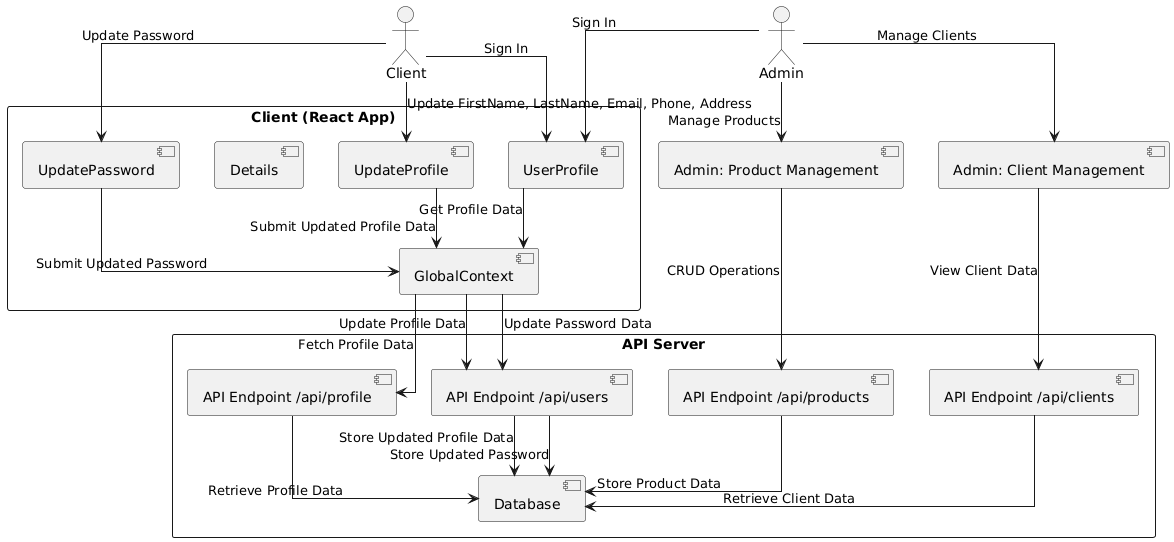 Sign In
Update Password
Manage Clients
Sign In
Client
Admin
Update FirstName, LastName, Email, Phone, Address
Client (React App)
Manage Products
UpdatePassword
Details
UpdateProfile
UserProfile
Admin: Product Management
Admin: Client Management
Get Profile Data
Submit Updated Profile Data
Submit Updated Password
GlobalContext
CRUD Operations
View Client Data
Update Profile Data
Update Password Data
Fetch Profile Data
API Server
API Endpoint /api/profile
API Endpoint /api/users
API Endpoint /api/products
API Endpoint /api/clients
Store Updated Profile Data
Store Updated Password
Retrieve Profile Data
Store Product Data
Retrieve Client Data
Database